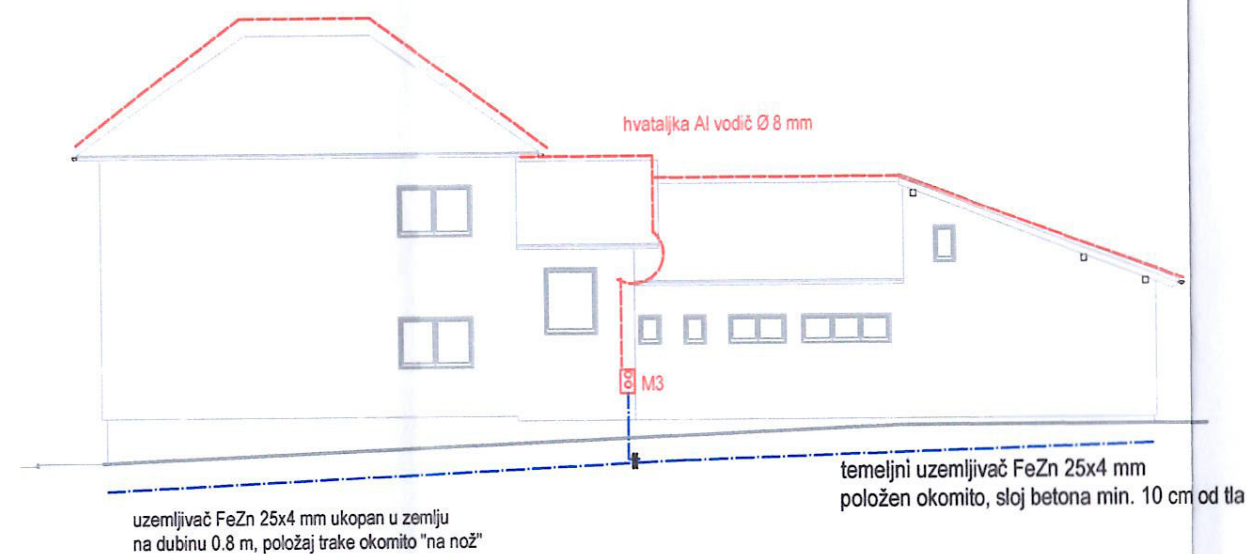 hvataljka Al vodič Ø 8 mm
M3
temeljni uzemljivač FeZn 25x4 mm
položen okomito, sloj betona min. 10 cm od tla
uzemljivač FeZn 25x4 mm ukopan u zemlju
na dubinu 0.8 m, položaj trake okomito "na nož"